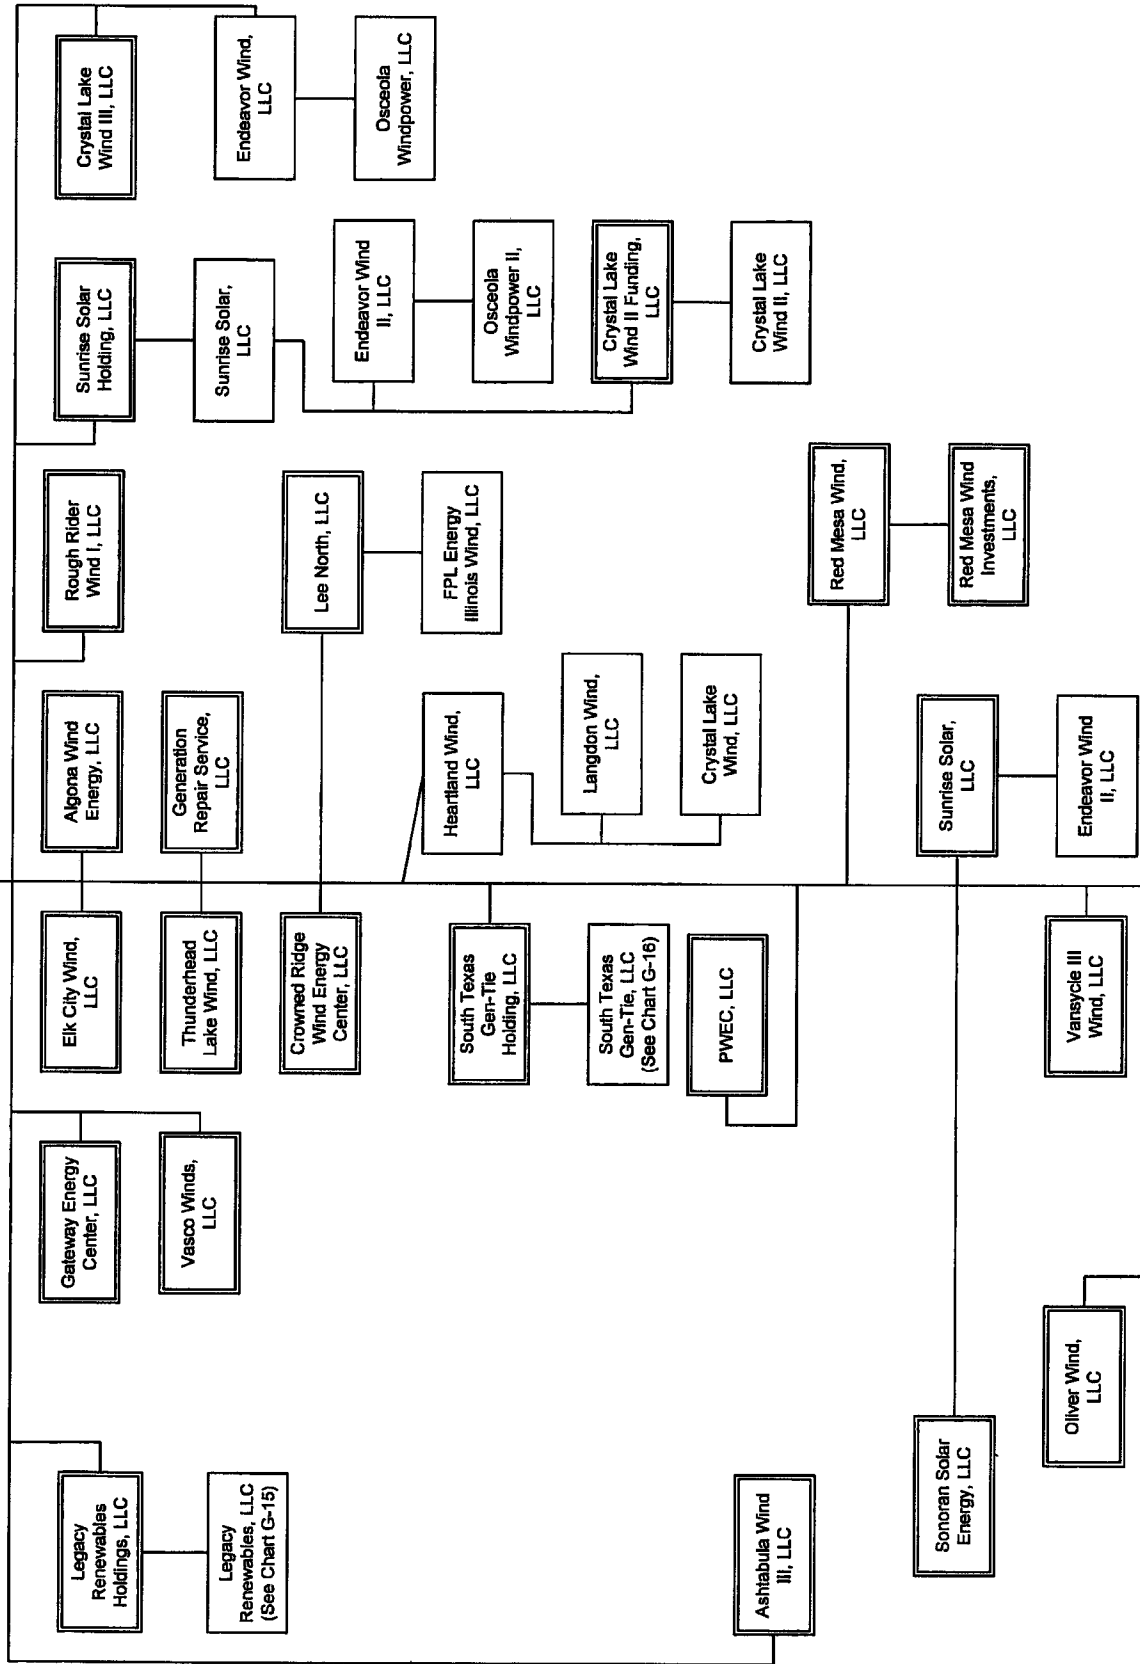 Legacy
Renewables
Holdings, LLC
Gateway Energy
Center, LLC
Elk City Wind,
LLC
Algona Wind
Energy, LLC
Rough Rider
Wind I, LLC
Sunrise Solar
Holding, LLC
Crystal Lake
Wind III, LLC
Legacy
Renewables, LLC
(See Chart G-15)
Vasco Winds,
LLC
Thunderhead
Lake Wind, LLC
Generation
Repair Service,
LLC
Sunrise Solar,
LLC
Endeavor Wind,
LLC
Crowned Ridge
Wind Energy
Center, LLC
Lee North, LLC
Endeavor Wind
II, LLC
Osceola
Windpower, LLC
South Texas
Gen-Tie
Holding, LLC
Heartland Wind,
LLC
FPL Energy
Illinois Wind, LLC
Osceola
Windpower II,
LLC
South Texas
Gen-Tie, LLC
(See Chart G-16)
Langdon Wind,
LLC
Crystal Lake
Wind II Funding,
LLC
Ashtabula Wind
III, LLC
PWEC, LLC
Crystal Lake
Wind, LLC
Crystal Lake
Wind II, LLC
Red Mesa Wind,
LLC
Sonoran Solar
Energy, LLC
Sunrise Solar,
LLC
Red Mesa Wind
Investments,
LLC
Oliver Wind,
LLC
Vansycle III
Wind, LLC
Endeavor Wind
II, LLC